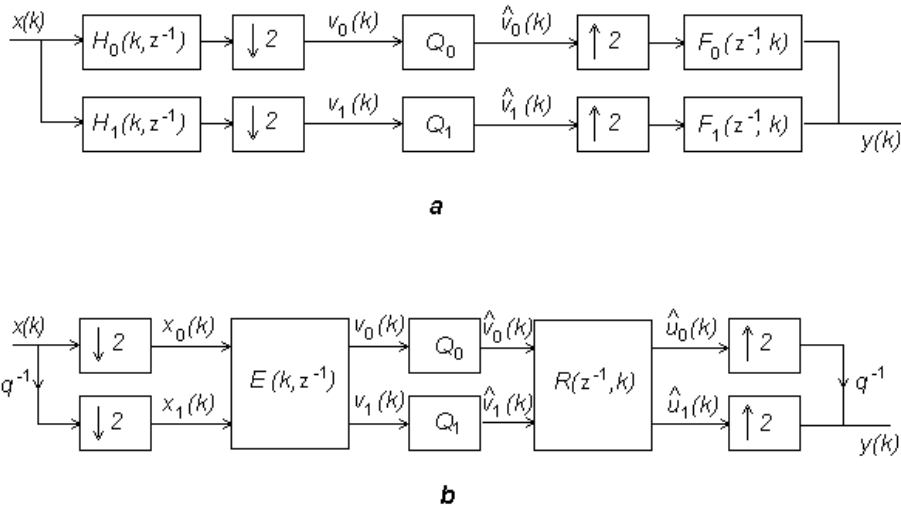 x(k) H₀(k,z⁻¹) ↓2 v₀(k) Q₀ v̂₀(k) ↑2 F₀(z⁻¹,k)
H₁(k,z⁻¹) ↓2 v₁(k) Q₁ v̂₁(k) ↑2 F₁(z⁻¹,k) y(k)
a
x(k) ↓2 x₀(k) v₀(k) Q₀ v̂₀(k) û₀(k) ↑2
q⁻¹ E(k,z⁻¹) R(z⁻¹,k) q⁻¹
↓2 x₁(k) v₁(k) Q₁ v̂₁(k) û₁(k) ↑2 y(k)
b